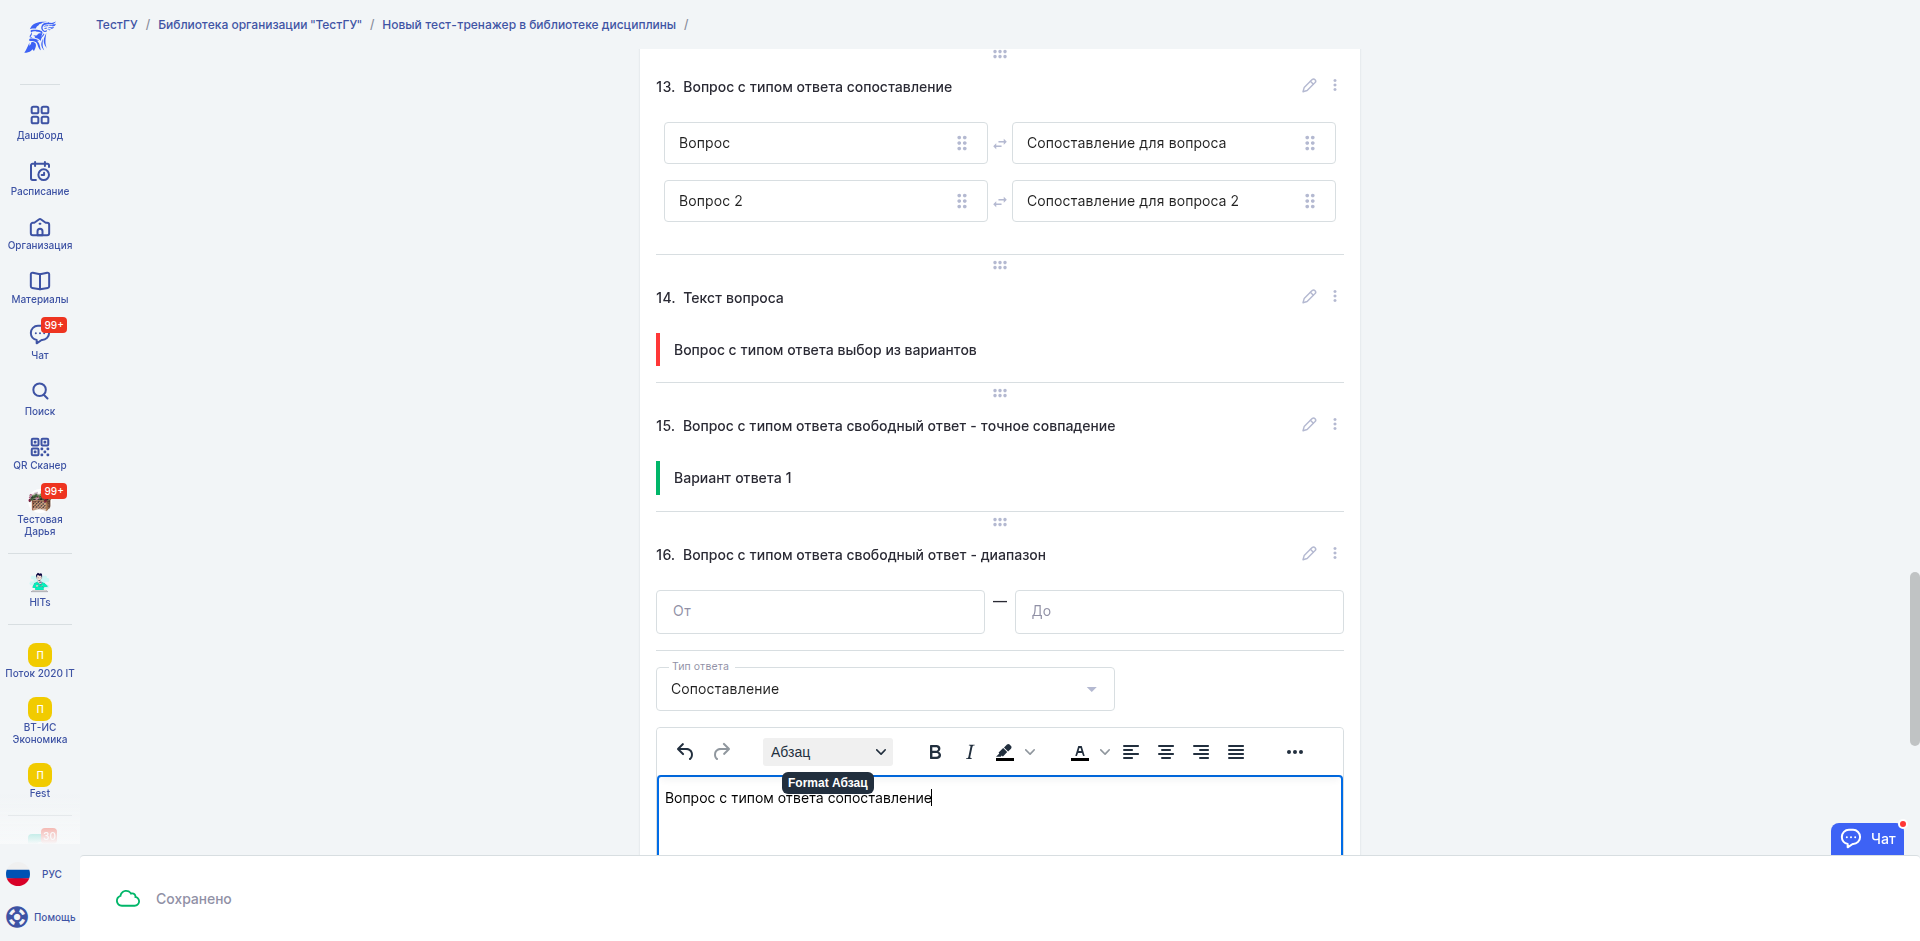 ТестГУ / Библиотека организации "ТестГУ" / Новый тест-тренажер в библиотеке дисциплины /
Дашборд
Расписание
Организация
Материалы
99+
Чат
Поиск
QR Сканер
99+
Тестовая
Дарья
HITs
П
Поток 2020 IT
П
ВТ-ИС
Экономика
П
Fest
30
РУС
Помощь
13. Вопрос с типом ответа сопоставление
Вопрос
Сопоставление для вопроса
Вопрос 2
Сопоставление для вопроса 2
14. Текст вопроса
Вопрос с типом ответа выбор из вариантов
15. Вопрос с типом ответа свободный ответ - точное совпадение
Вариант ответа 1
16. Вопрос с типом ответа свободный ответ - диапазон
От
—
До
Тип ответа
Сопоставление
Абзац
B
I
A
Format Абзац
Вопрос с типом ответа сопоставление
Чат
Сохранено